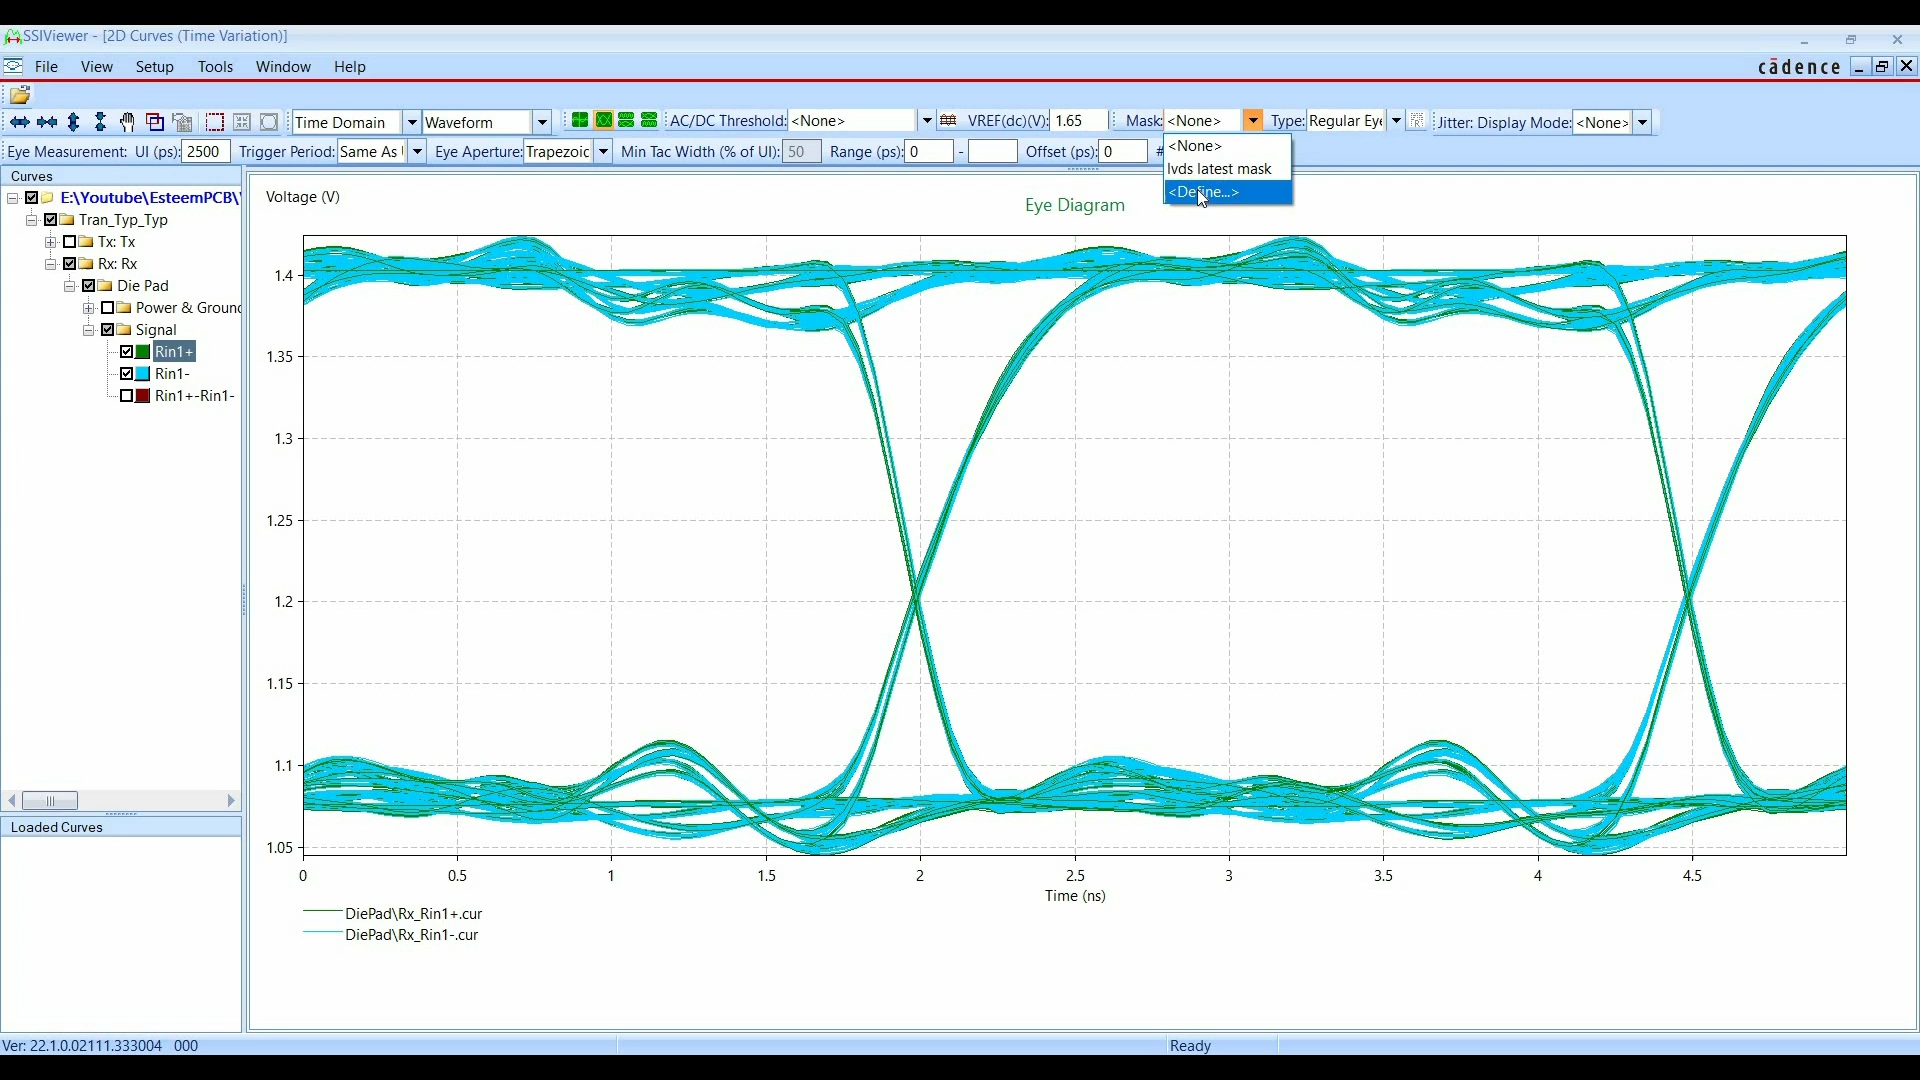 SSIViewer - [2D Curves (Time Variation)]
File View Setup Tools Window Help
cādence
Time Domain Waveform AC/DC Threshold: <None> VREF(dc)(V): 1.65 Mask: <None> Type: Regular Eye Jitter: Display Mode: <None>
Eye Measurement: UI (ps): 2500 Trigger Period: Same As Eye Aperture: Trapezoic Min Tac Width (% of UI): 50 Range (ps): 0 - Offset (ps): 0 #
<None>
lvds latest mask
<Define...>
Curves
E:\Youtube\EsteemPCB\
Tran_Typ_Typ
Tx: Tx
Rx: Rx
Die Pad
Power & Ground
Signal
Rin1+
Rin1-
Rin1+-Rin1-
Loaded Curves
Voltage (V)
Eye Diagram
1.4
1.35
1.3
1.25
1.2
1.15
1.1
1.05
0 0.5 1 1.5 2 2.5 3 3.5 4 4.5
Time (ns)
DiePad\Rx_Rin1+.cur
DiePad\Rx_Rin1-.cur
Ver: 22.1.0.02111.333004 000
Ready